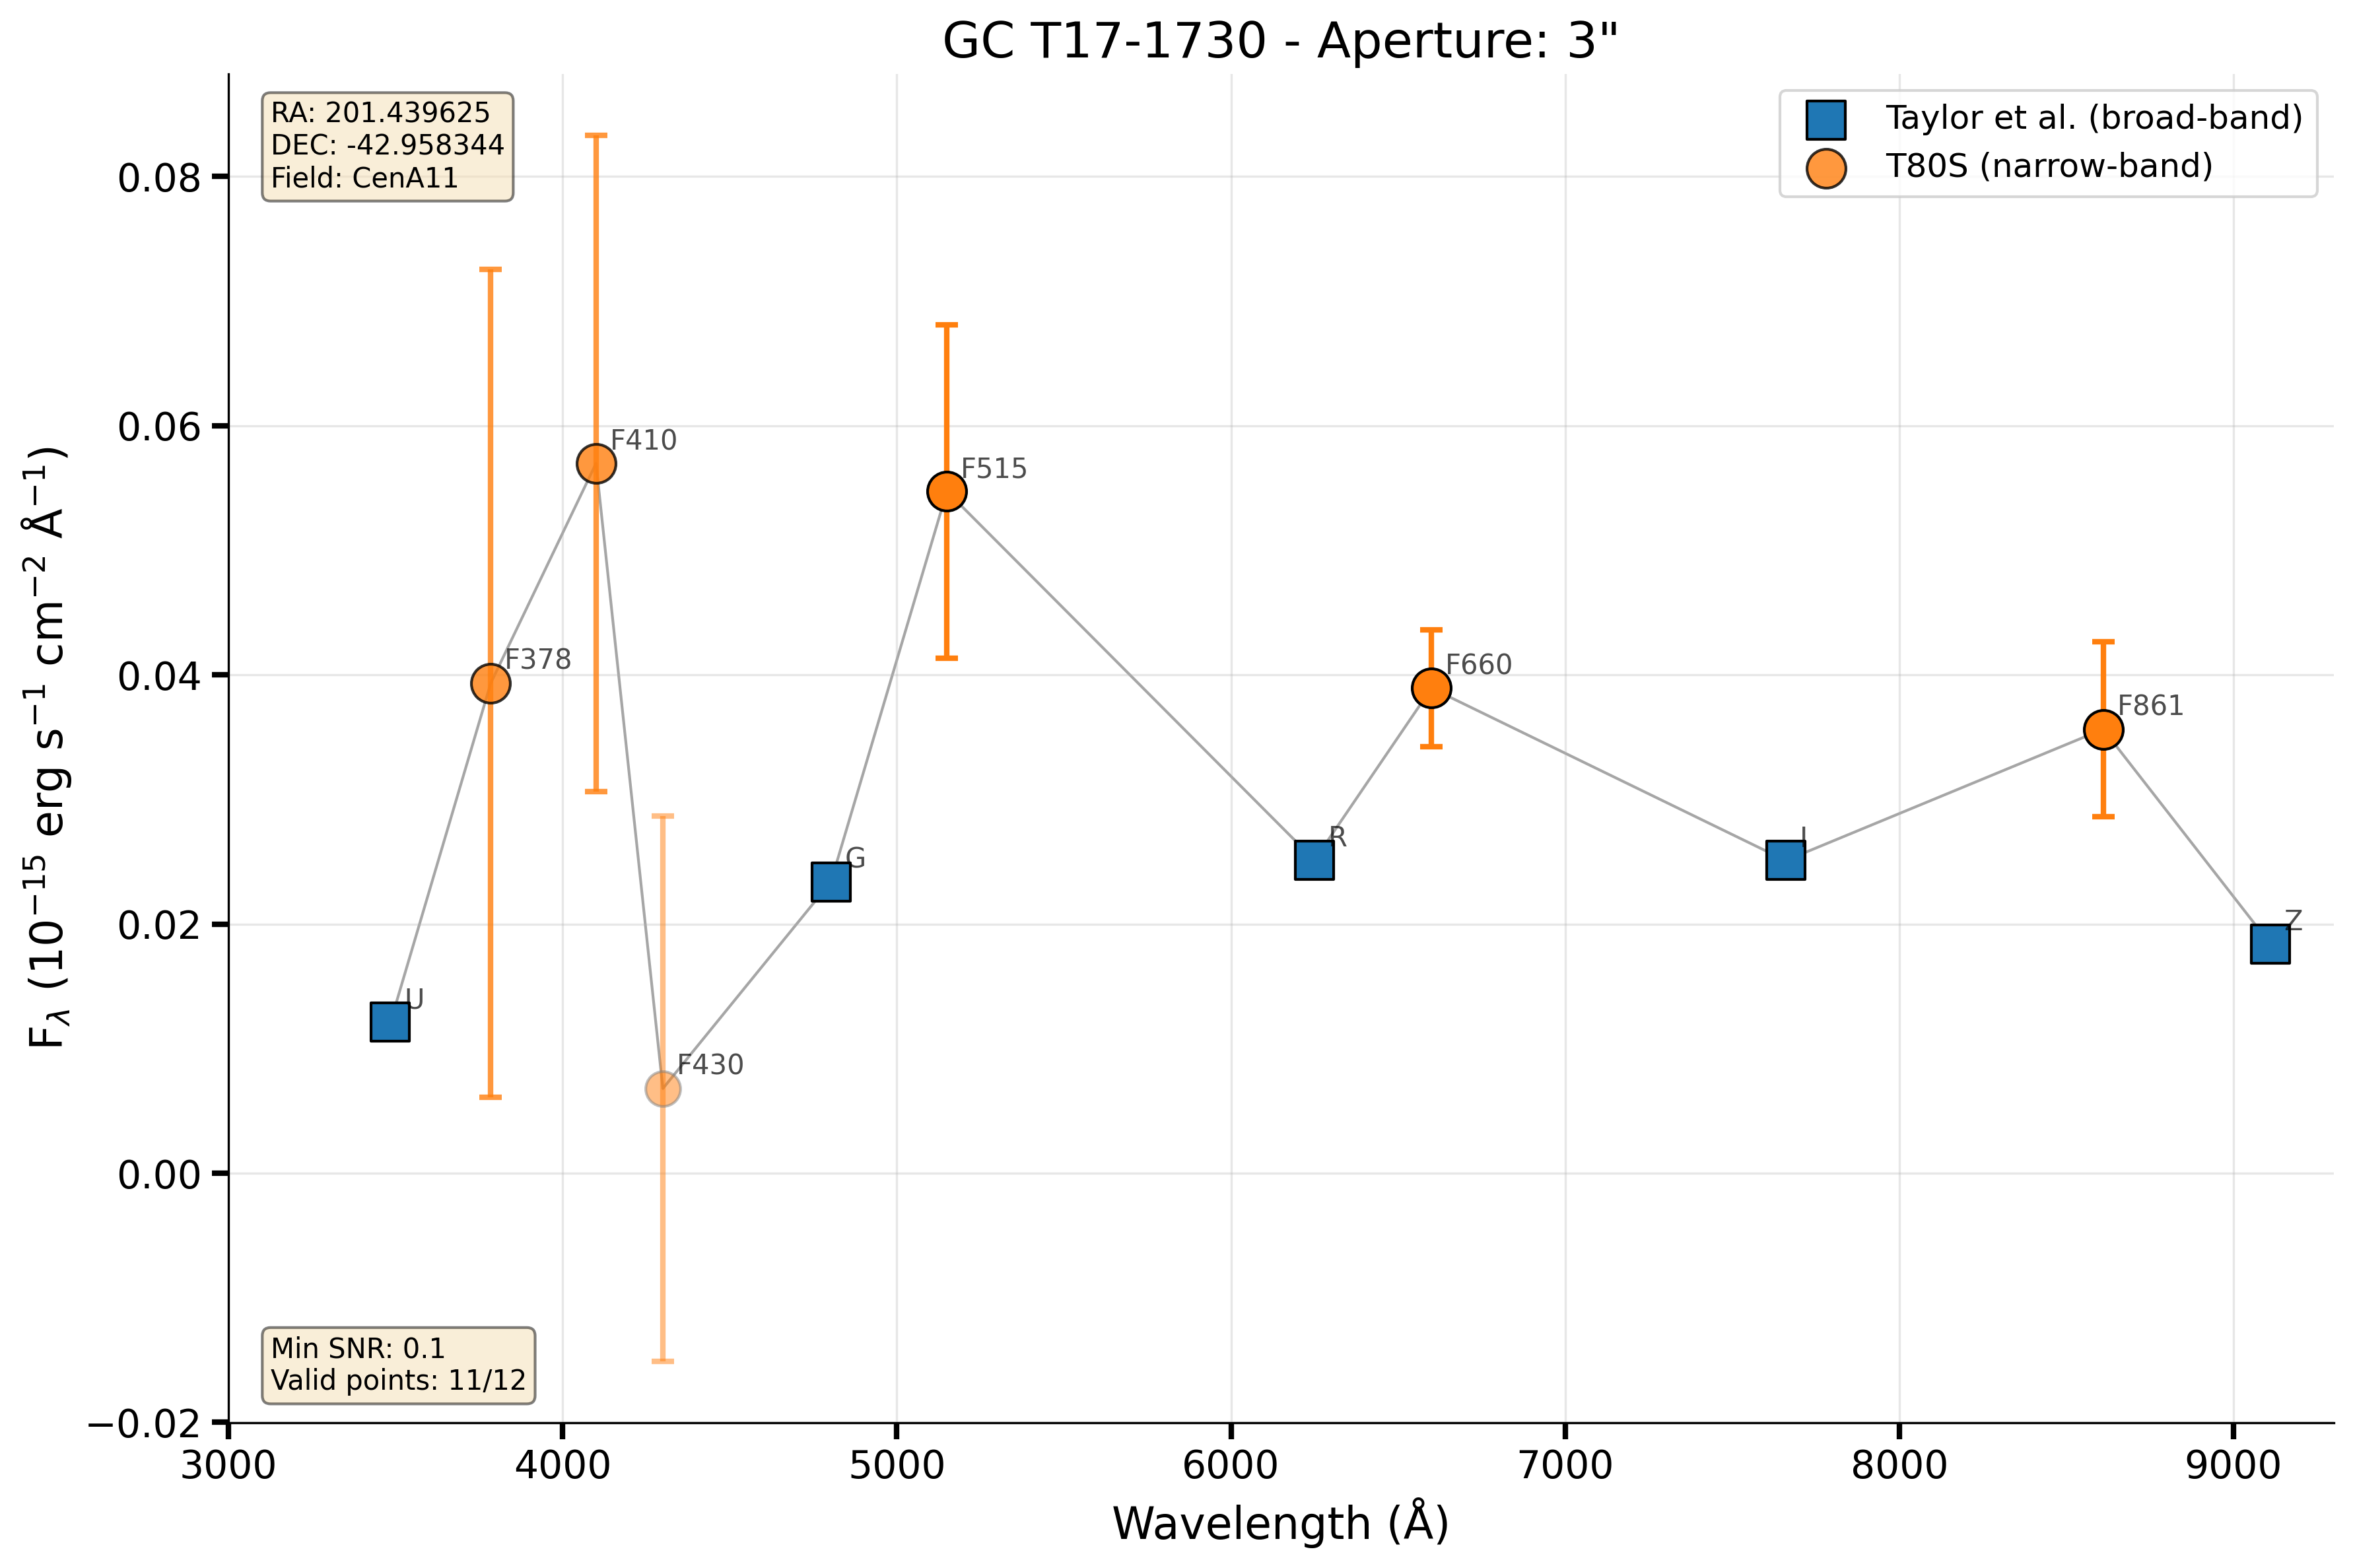 GC T17-1730 - Aperture: 3"
RA: 201.439625
DEC: -42.958344
Field: CenA11
Taylor et al. (broad-band)
T80S (narrow-band)
F$_\lambda$ (10$^{-15}$ erg s$^{-1}$ cm$^{-2}$ Å$^{-1}$)
0.08
0.06
0.04
0.02
0.00
−0.02
F410
F515
F378
F660
F861
G
R
I
Z
U
F430
Min SNR: 0.1
Valid points: 11/12
3000
4000
5000
6000
7000
8000
9000
Wavelength (Å)